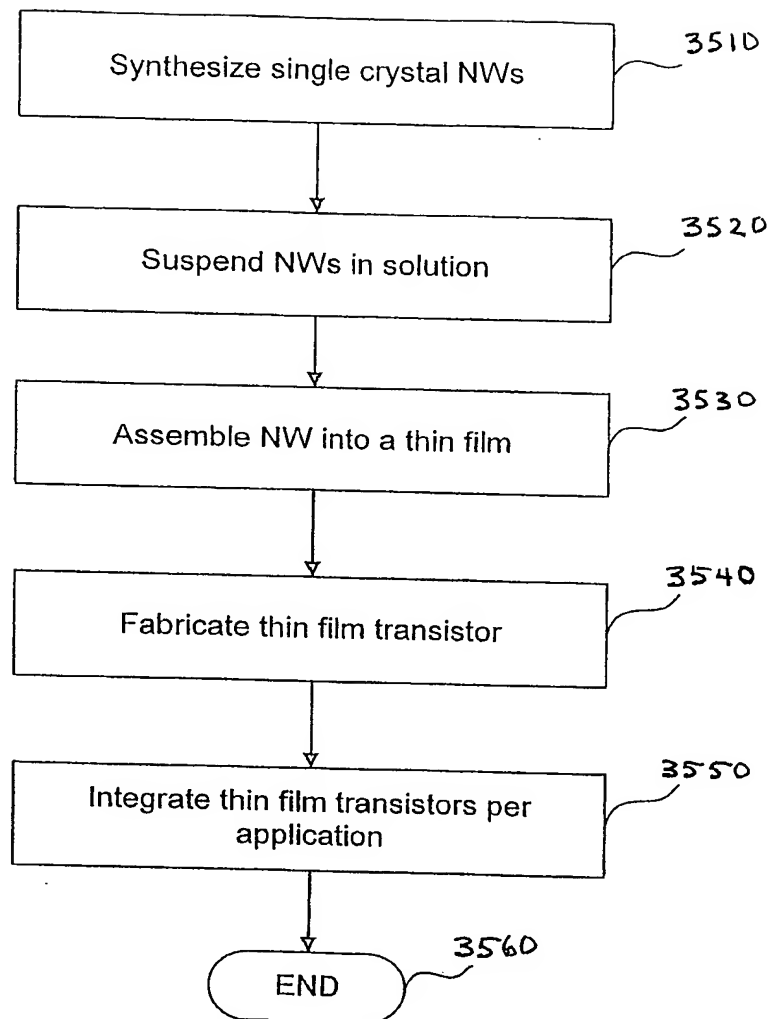 3510
Synthesize single crystal NWs
3520
Suspend NWs in solution
3530
Assemble NW into a thin film
3540
Fabricate thin film transistor
3550
Integrate thin film transistors per
application
3560
END